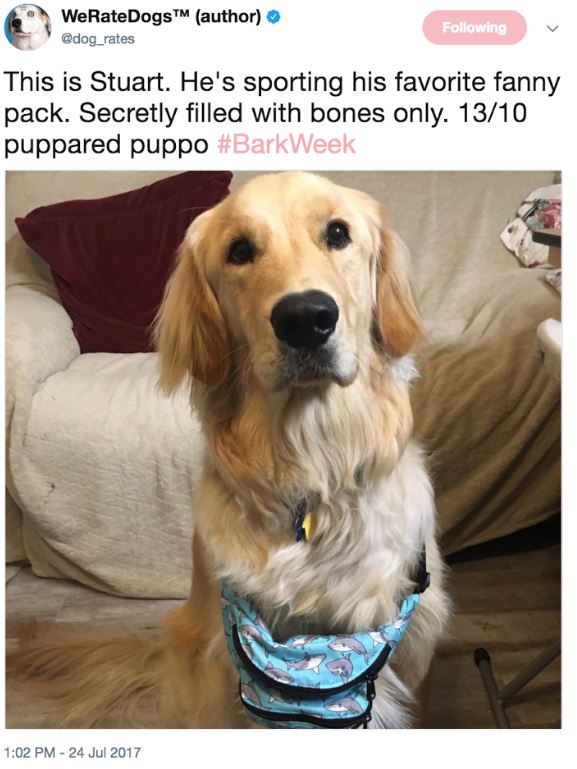 WeRateDogs™ (author)
@dog_rates
Following
This is Stuart. He's sporting his favorite fanny
pack. Secretly filled with bones only. 13/10
puppared puppo #BarkWeek
1:02 PM - 24 Jul 2017